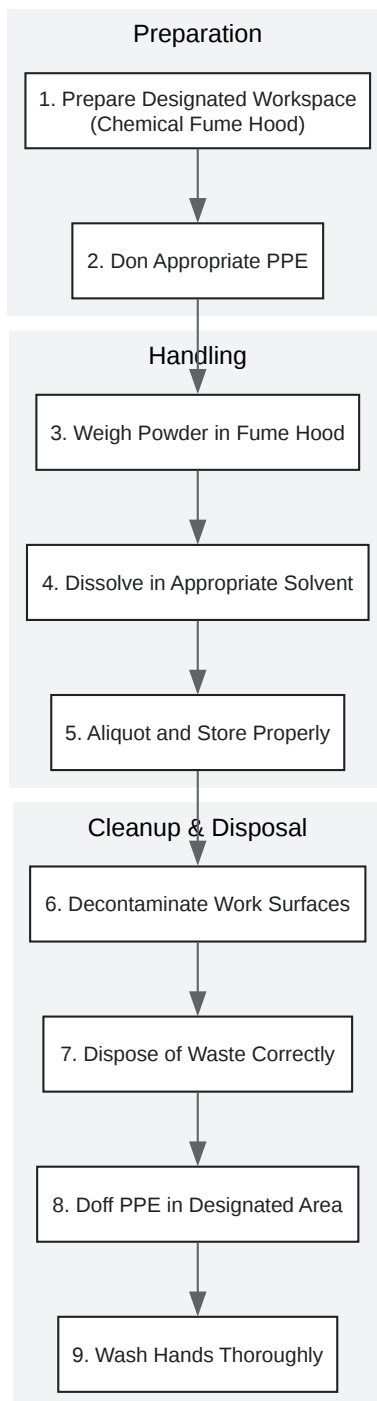 Preparation
1. Prepare Designated Workspace
(Chemical Fume Hood)
2. Don Appropriate PPE
Handling
3. Weigh Powder in Fume Hood
4. Dissolve in Appropriate Solvent
5. Aliquot and Store Properly
Cleanup & Disposal
6. Decontaminate Work Surfaces
7. Dispose of Waste Correctly
8. Doff PPE in Designated Area
9. Wash Hands Thoroughly